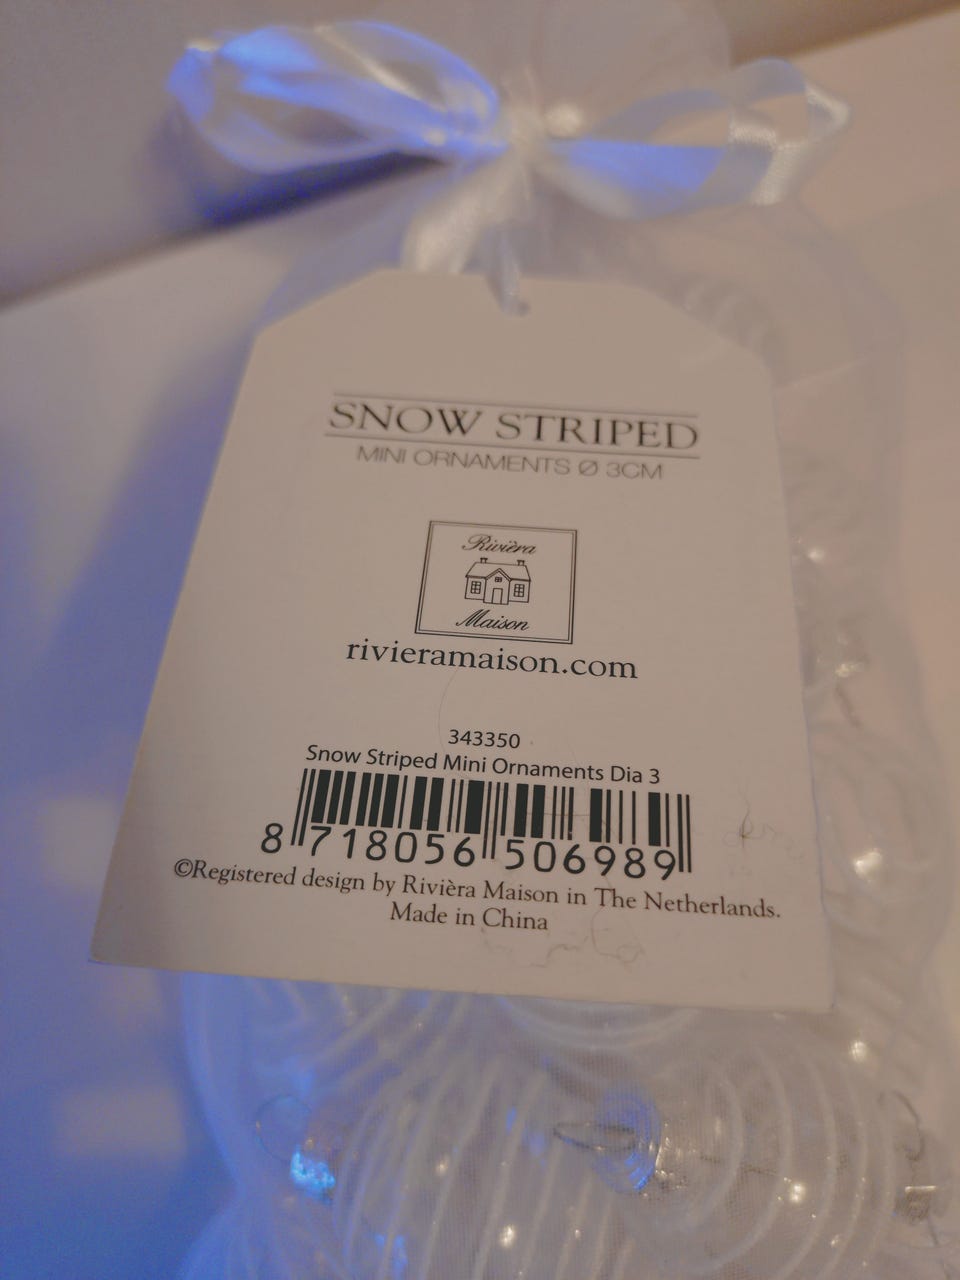 SNOW STRIPED
MINI ORNAMENTS Ø 3CM
Rivièra
Maison
rivieramaison.com
343350
Snow Striped Mini Ornaments Dia 3
8 718056 506989
©Registered design by Rivièra Maison in The Netherlands.
Made in China